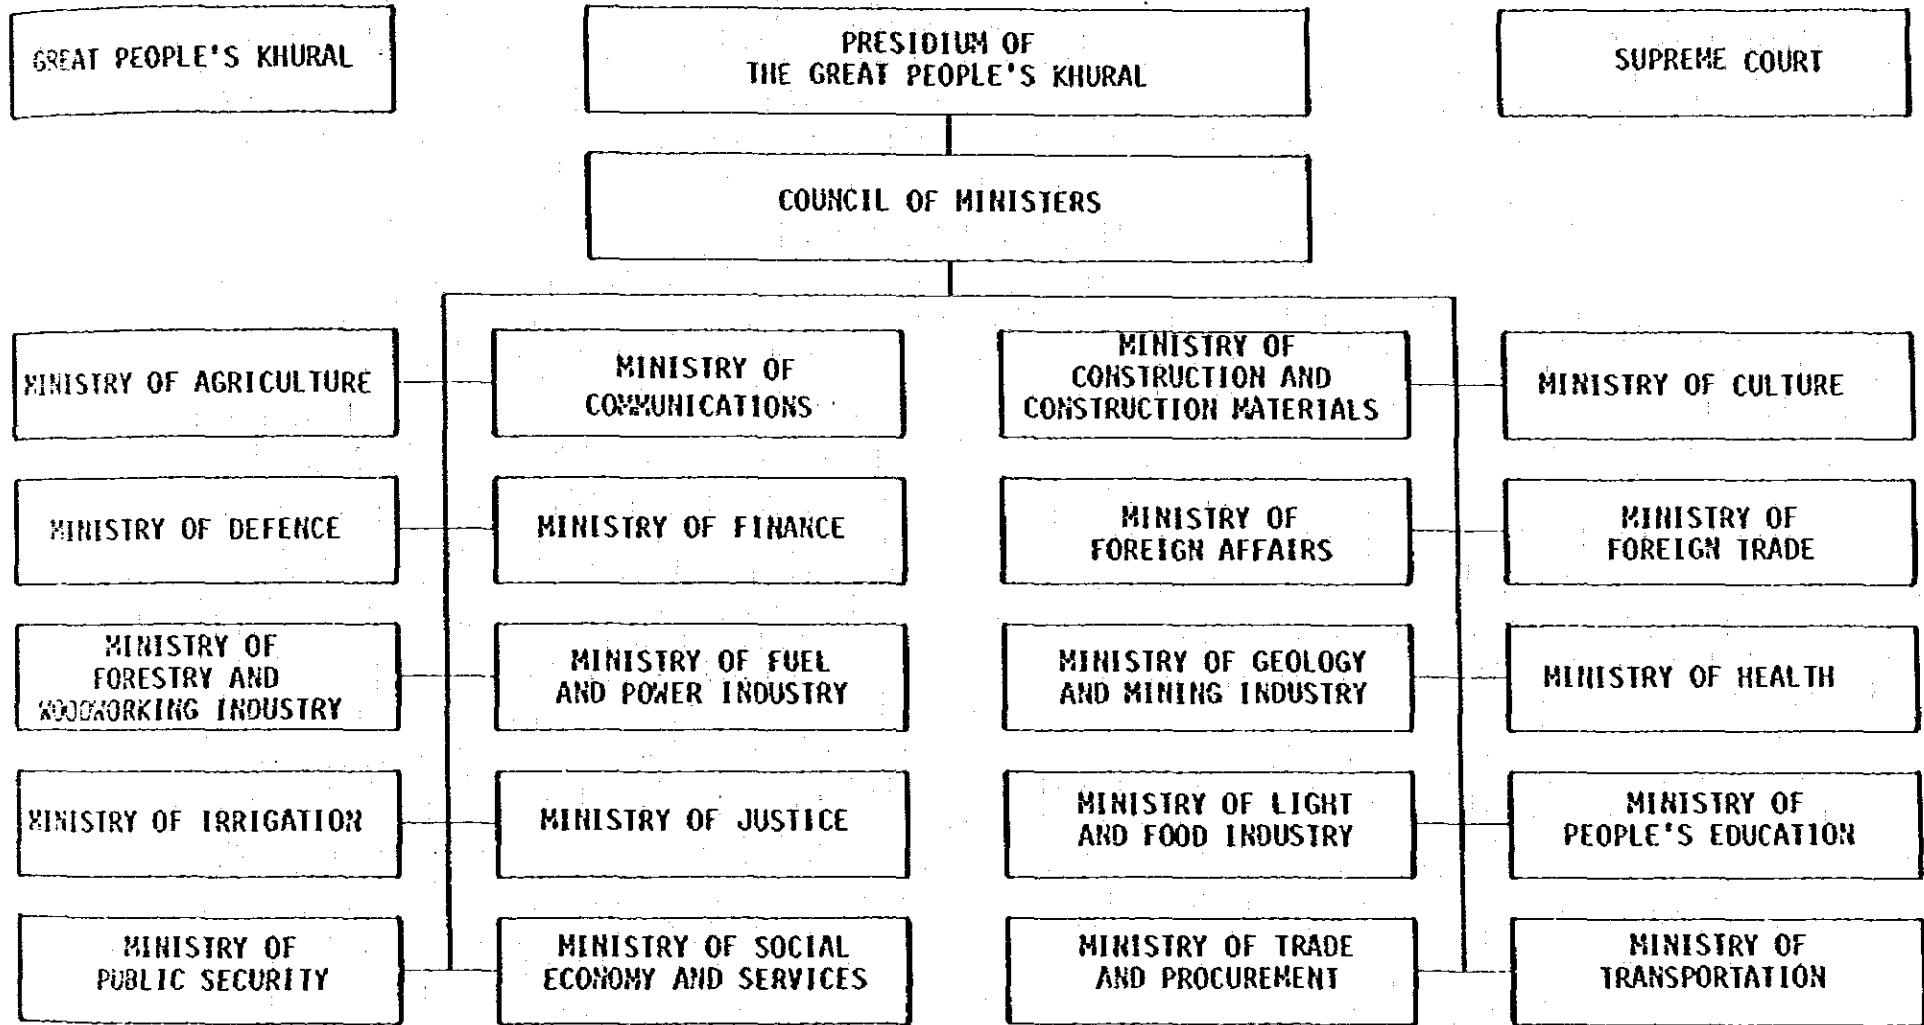 GREAT PEOPLE'S KHURAL
PRESIDIUM OF
THE GREAT PEOPLE'S KHURAL
SUPREME COURT
COUNCIL OF MINISTERS
MINISTRY OF AGRICULTURE
MINISTRY OF
COMMUNICATIONS
MINISTRY OF
CONSTRUCTION AND
CONSTRUCTION MATERIALS
MINISTRY OF CULTURE
MINISTRY OF DEFENCE
MINISTRY OF FINANCE
MINISTRY OF
FOREIGN AFFAIRS
MINISTRY OF
FOREIGN TRADE
MINISTRY OF
FORESTRY AND
WOODWORKING INDUSTRY
MINISTRY OF FUEL
AND POWER INDUSTRY
MINISTRY OF GEOLOGY
AND MINING INDUSTRY
MINISTRY OF HEALTH
MINISTRY OF IRRIGATION
MINISTRY OF JUSTICE
MINISTRY OF LIGHT
AND FOOD INDUSTRY
MINISTRY OF
PEOPLE'S EDUCATION
MINISTRY OF
PUBLIC SECURITY
MINISTRY OF SOCIAL
ECONOMY AND SERVICES
MINISTRY OF TRADE
AND PROCUREMENT
MINISTRY OF
TRANSPORTATION